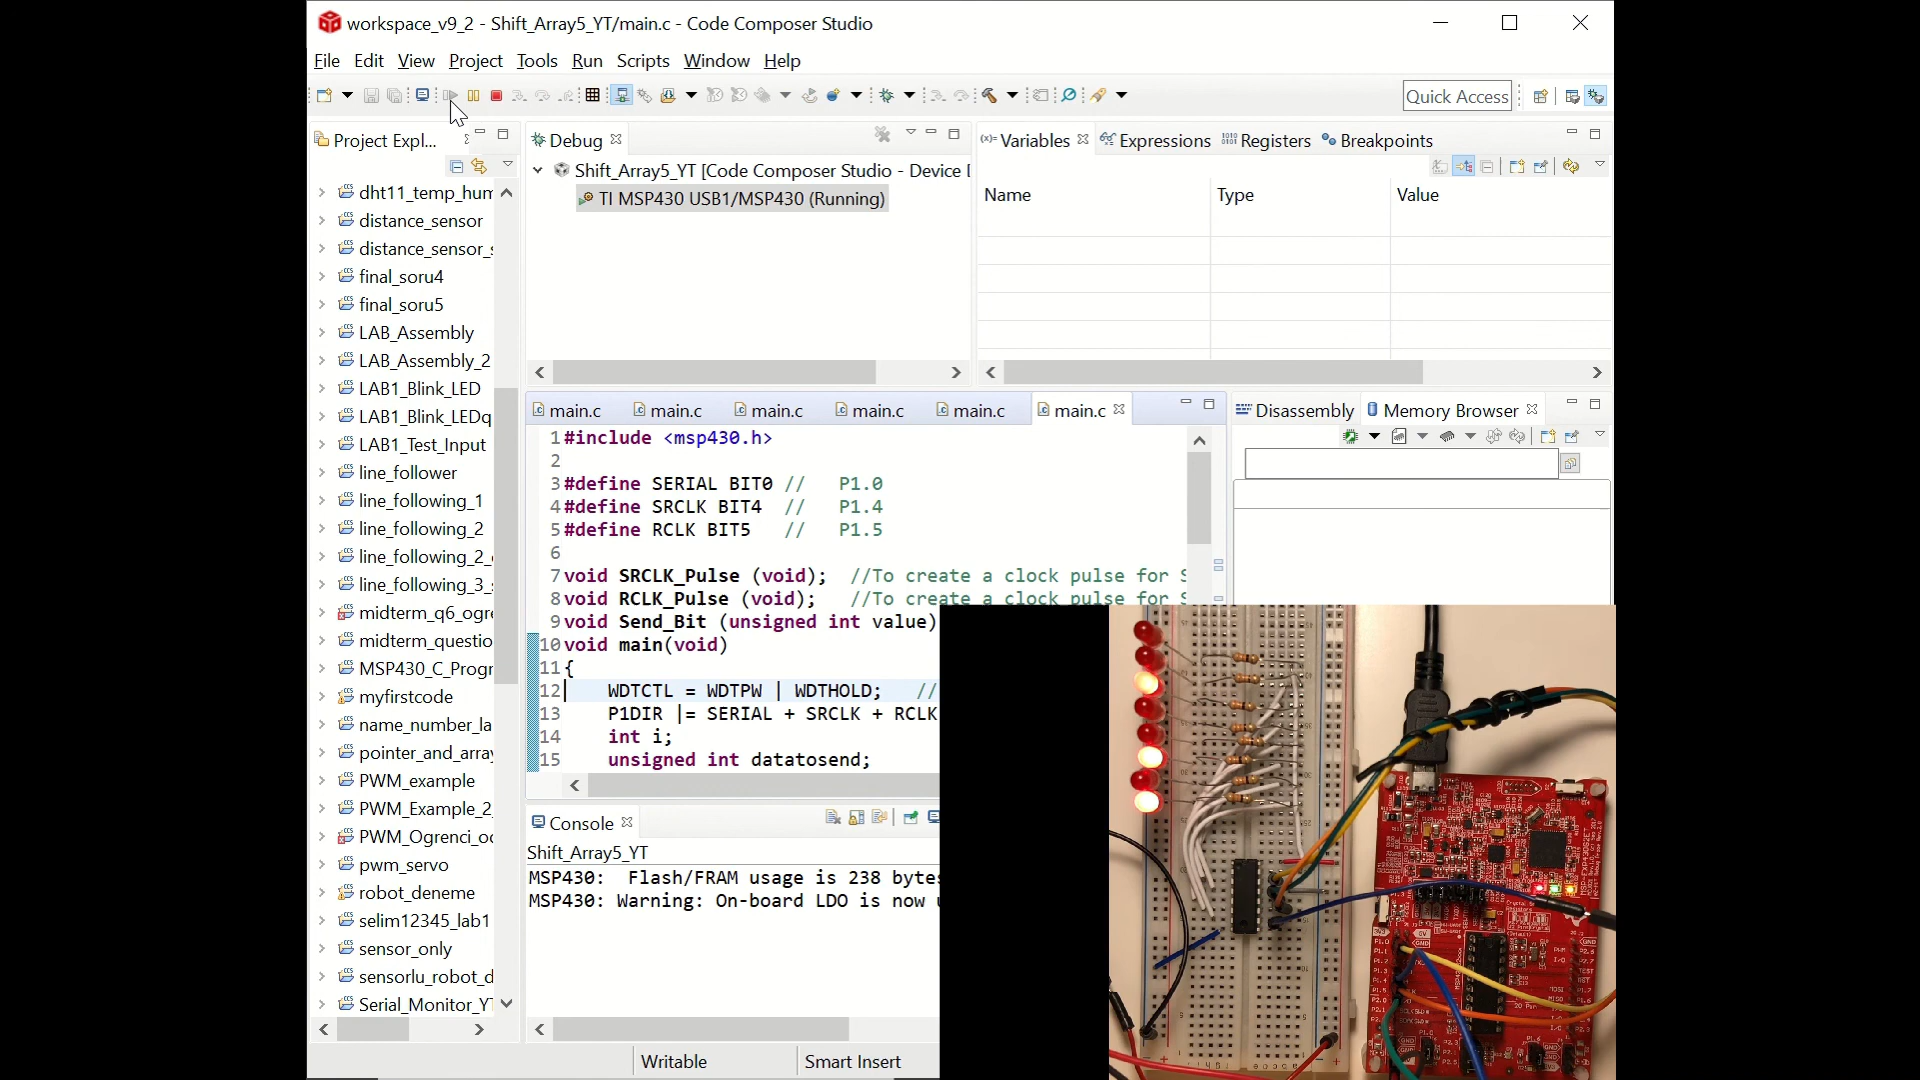 workspace_v9_2 - Shift_Array5_YT/main.c - Code Composer Studio
File Edit View Project Tools Run Scripts Window Help
Quick Access
Project Expl...
dht11_temp_hum
distance_sensor
distance_sensor_s
final_soru4
final_soru5
LAB_Assembly
LAB_Assembly_2
LAB1_Blink_LED
LAB1_Blink_LEDq
LAB1_Test_Input
line_follower
line_following_1
line_following_2
line_following_2_
line_following_3_
midterm_q6_ogre
midterm_questio
MSP430_C_Progr
myfirstcode
name_number_la
pointer_and_array
PWM_example
PWM_Example_2_
PWM_Ogrenci_oc
pwm_servo
robot_deneme
selim12345_lab1
sensor_only
sensorlu_robot_d
Serial_Monitor_YT
Debug
Shift_Array5_YT [Code Composer Studio - Device
TI MSP430 USB1/MSP430 (Running)
Variables Expressions Registers Breakpoints
Name Type Value
main.c main.c main.c main.c main.c main.c
1 #include <msp430.h>
2
3 #define SERIAL BIT0 // P1.0
4 #define SRCLK BIT4 // P1.4
5 #define RCLK BIT5 // P1.5
6
7 void SRCLK_Pulse (void); //To create a clock pulse for S
8 void RCLK_Pulse (void); //To create a clock pulse for S
9 void Send_Bit (unsigned int value)
10 void main(void)
11 {
12 WDTCTL = WDTPW | WDTHOLD; //
13 P1DIR |= SERIAL + SRCLK + RCLK
14 int i;
15 unsigned int datatosend;
Disassembly Memory Browser
Console
Shift_Array5_YT
MSP430: Flash/FRAM usage is 238 bytes
MSP430: Warning: On-board LDO is now u
Writable Smart Insert